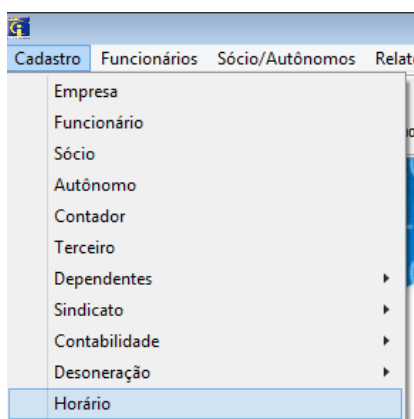 Cadastro Funcionários Sócio/Autônomos
Empresa
Funcionário
Sócio
Autônomo
Contador
Terceiro
Dependentes
Sindicato
Contabilidade
Desoneração
Horário